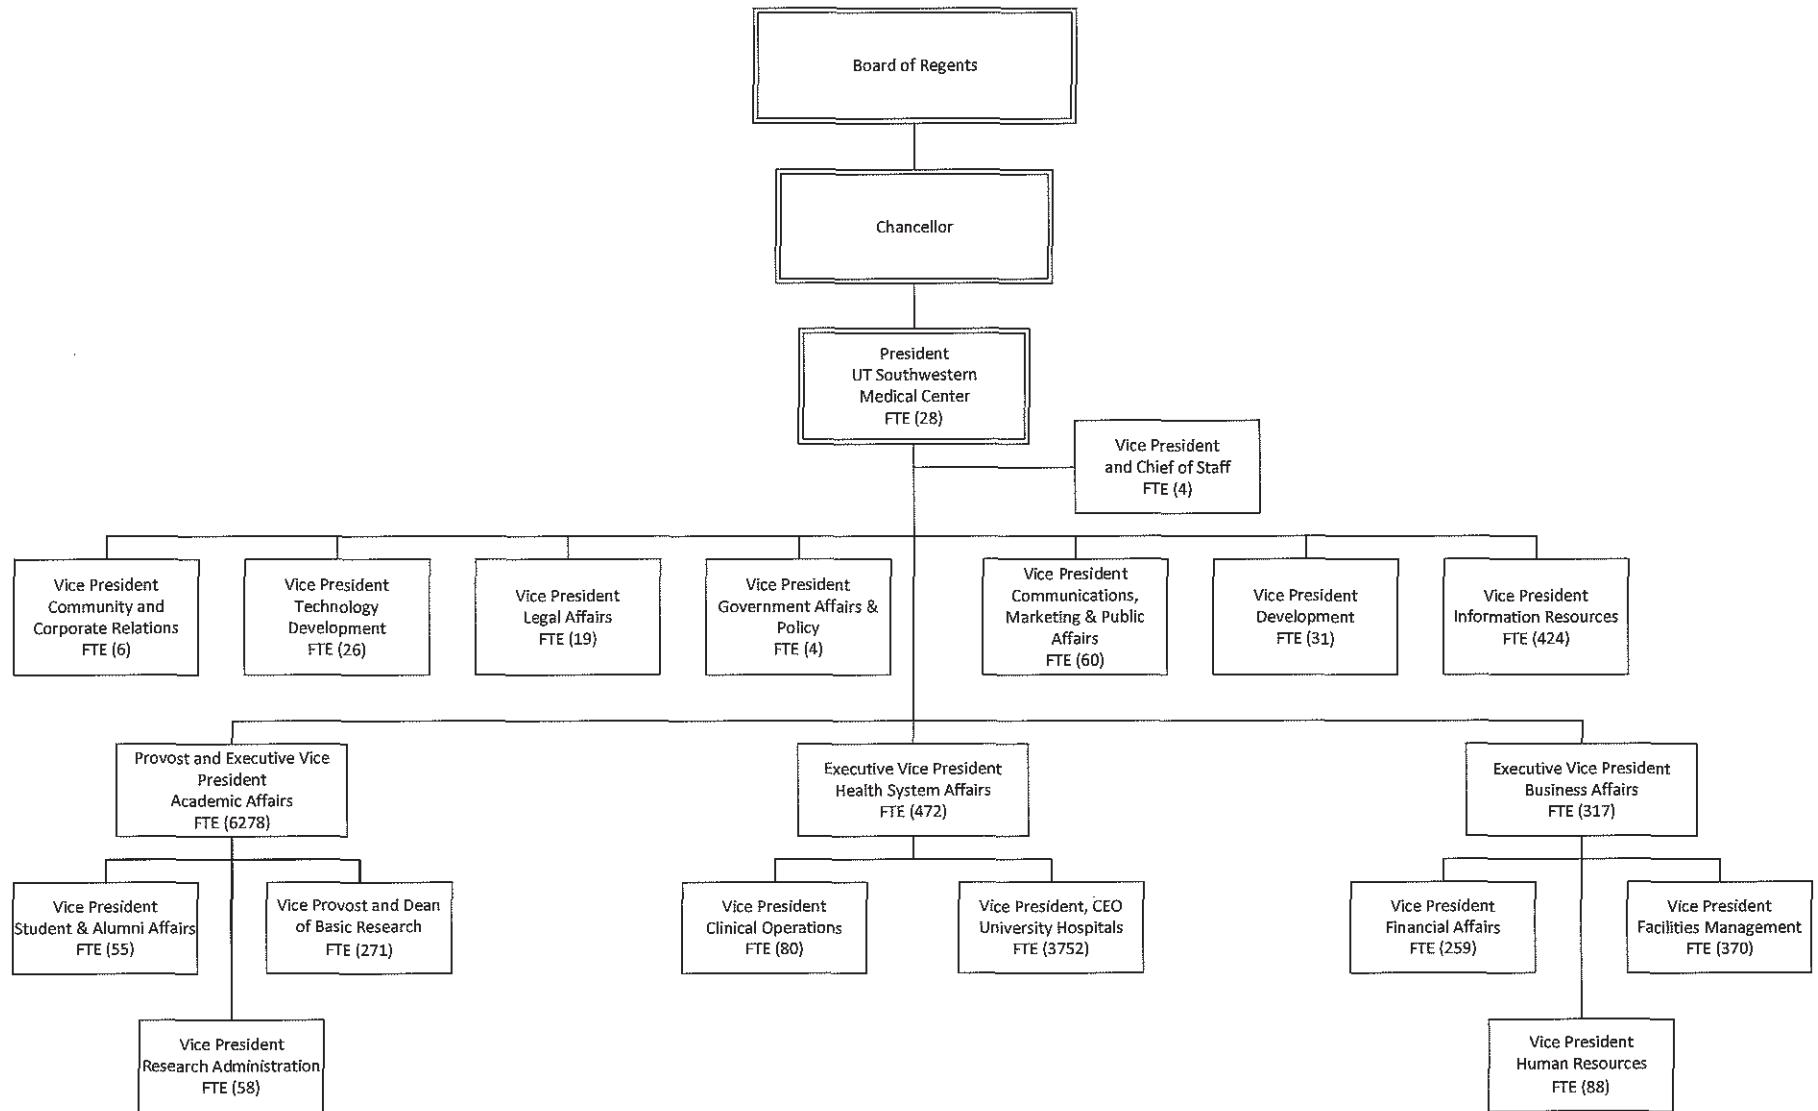 Board of Regents
Chancellor
President
UT Southwestern
Medical Center
FTE (28)
Vice President
and Chief of Staff
FTE (4)
Vice President
Community and
Corporate Relations
FTE (6)
Vice President
Technology
Development
FTE (26)
Vice President
Legal Affairs
FTE (19)
Vice President
Government Affairs &
Policy
FTE (4)
Vice President
Communications,
Marketing & Public
Affairs
FTE (60)
Vice President
Development
FTE (31)
Vice President
Information Resources
FTE (424)
Provost and Executive Vice
President
Academic Affairs
FTE (6278)
Executive Vice President
Health System Affairs
FTE (472)
Executive Vice President
Business Affairs
FTE (317)
Vice President
Student & Alumni Affairs
FTE (55)
Vice Provost and Dean
of Basic Research
FTE (271)
Vice President
Clinical Operations
FTE (80)
Vice President, CEO
University Hospitals
FTE (3752)
Vice President
Financial Affairs
FTE (259)
Vice President
Facilities Management
FTE (370)
Vice President
Research Administration
FTE (58)
Vice President
Human Resources
FTE (88)